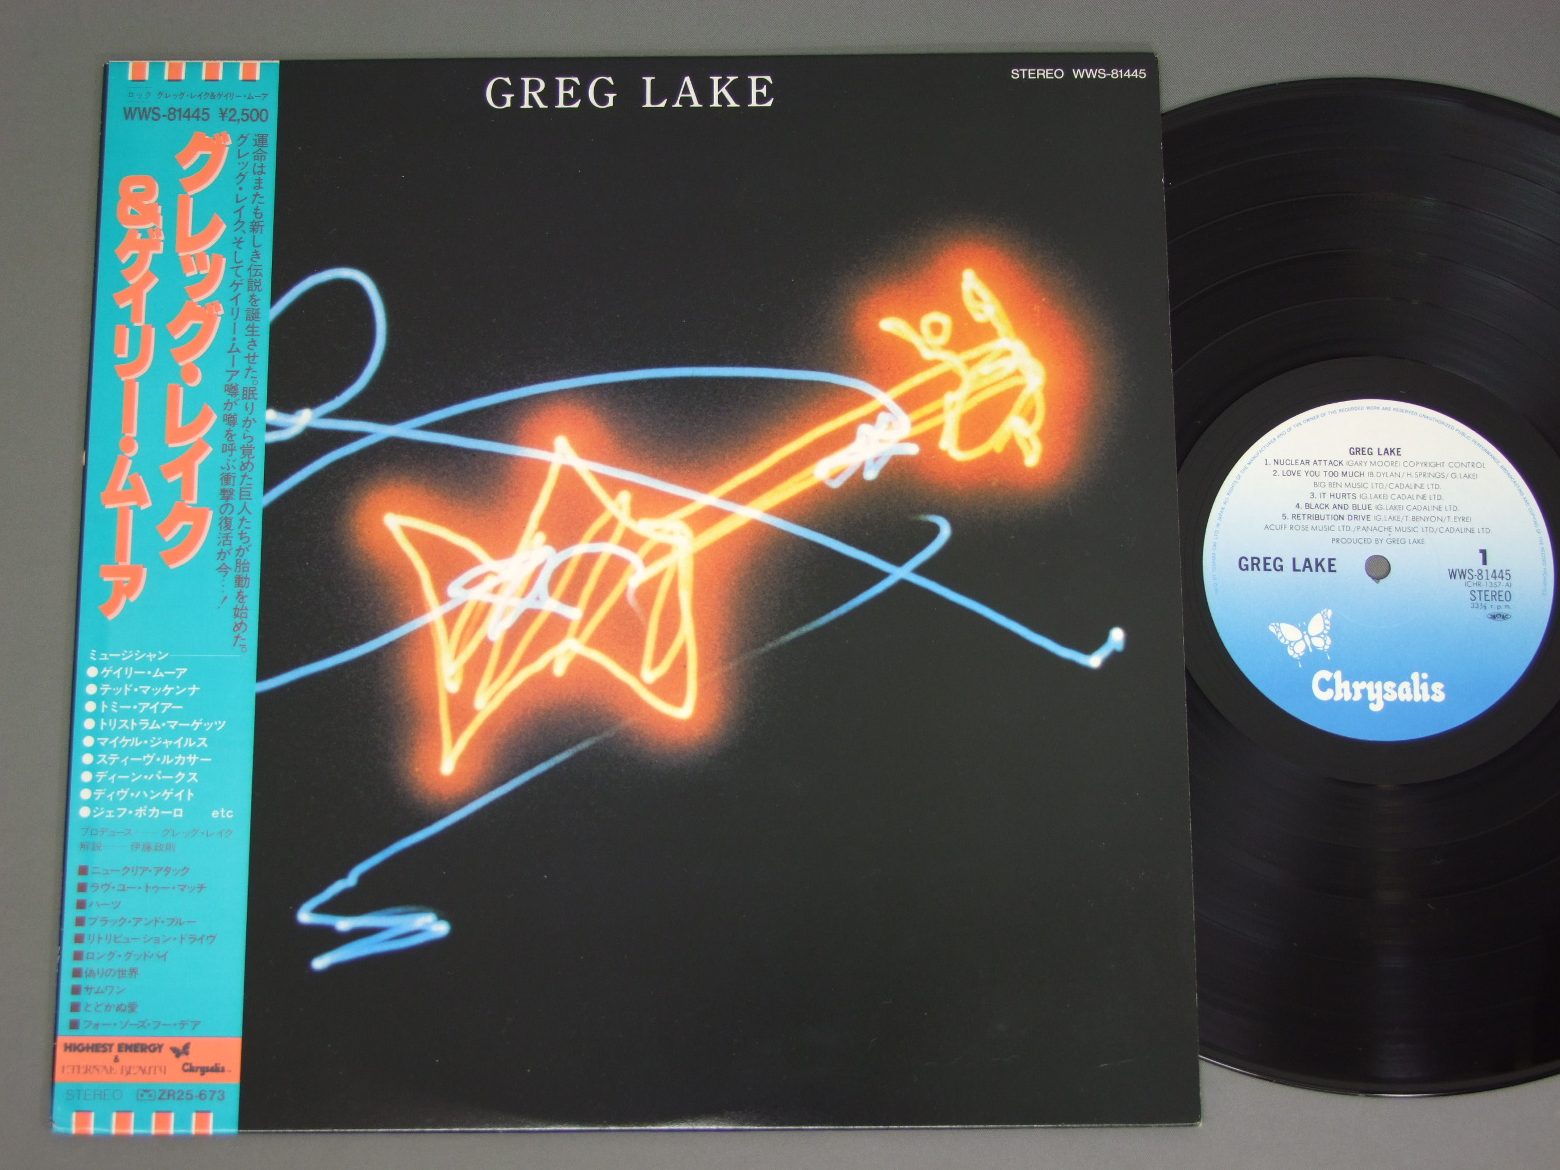 ロック グレッグ・レイク&ゲイリー・ムーア
WWS-81445 ¥2,500
グレッグ・レイク
&ゲイリー・ムーア
運命はまたも新しき伝説を誕生させた。眠りから覚めた巨人たちが胎動を始めた。
グレッグ・レイク、そしてゲイリー・ムーア噂が噂を呼ぶ衝撃の復活が今…!
ミュージシャン
●ゲイリー・ムーア
●テッド・マッケンナ
●トミー・アイアー
●トリストラム・マーゲッツ
●マイケル・ジャイルス
●スティーヴ・ルカサー
●ディーン・パークス
●ディヴ・ハンゲイト
●ジェフ・ポカーロ etc
プロデュース……グレッグ・レイク
解説……伊藤政則
■ニュークリア・アタック
■ラヴ・ユー・トゥー・マッチ
■ハーツ
■ブラック・アンド・ブルー
■リトリビューション・ドライヴ
■ロング・グッドバイ
■偽りの世界
■サムワン
■とどかぬ愛
■フォー・ゾーズ・フー・デア
HIGHEST ENERGY
&
ETERNAL BEAUTY
Chrysalis
STEREO ZR25-673
GREG LAKE
STEREO WWS-81445
GREG LAKE
1. NUCLEAR ATTACK (GARY MOORE) COPYRIGHT CONTROL
2. LOVE YOU TOO MUCH (B.DYLAN/H.SPRINGS/G.LAKE)
BIG BEN MUSIC LTD./CADALINE LTD.
3. IT HURTS (G.LAKE) CADALINE LTD.
4. BLACK AND BLUE (G.LAKE) CADALINE LTD.
5. RETRIBUTION DRIVE (G.LAKE/T.BENYON/T.EYRE)
ACUFF ROSE MUSIC LTD./PANACHE MUSIC LTD/CADALINE LTD.
PRODUCED BY GREG LAKE
GREG LAKE
1
WWS-81445
(CHR-1357-A)
STEREO
33⅓ r.p.m.
Chrysalis